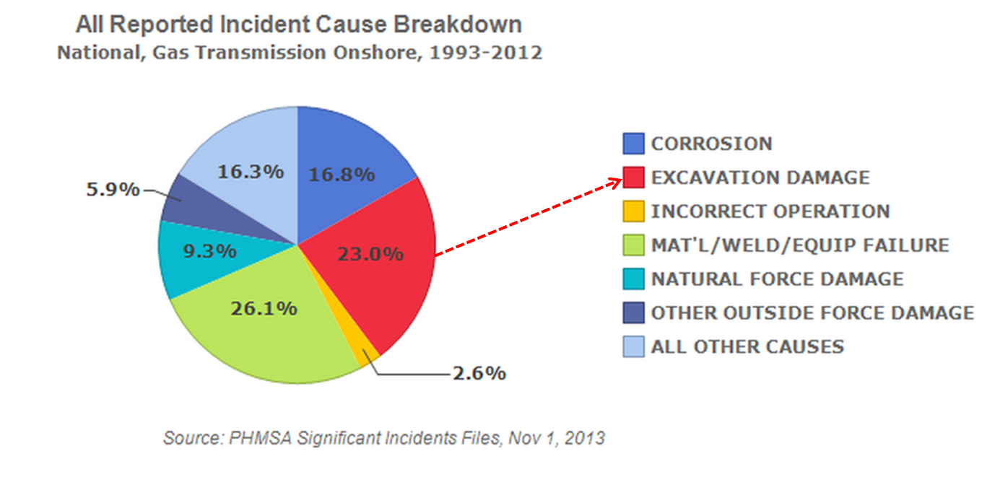 All Reported Incident Cause Breakdown
National, Gas Transmission Onshore, 1993-2012
16.3%
16.8%
5.9%
9.3%
23.0%
26.1%
2.6%
CORROSION
EXCAVATION DAMAGE
INCORRECT OPERATION
MAT'L/WELD/EQUIP FAILURE
NATURAL FORCE DAMAGE
OTHER OUTSIDE FORCE DAMAGE
ALL OTHER CAUSES
Source: PHMSA Significant Incidents Files, Nov 1, 2013